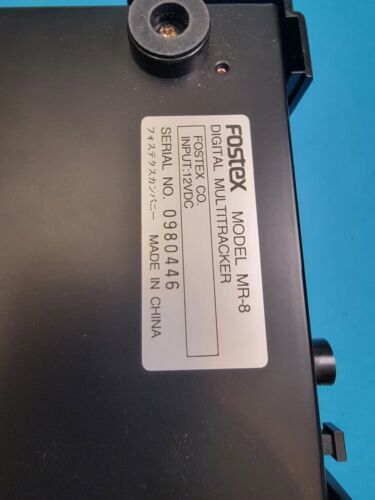 Fostex MODEL MR-8
DIGITAL MULTITRACKER
FOSTEX CO.
INPUT:12VDC
SERIAL NO. 0980446
フォステクスカンパニー MADE IN CHINA